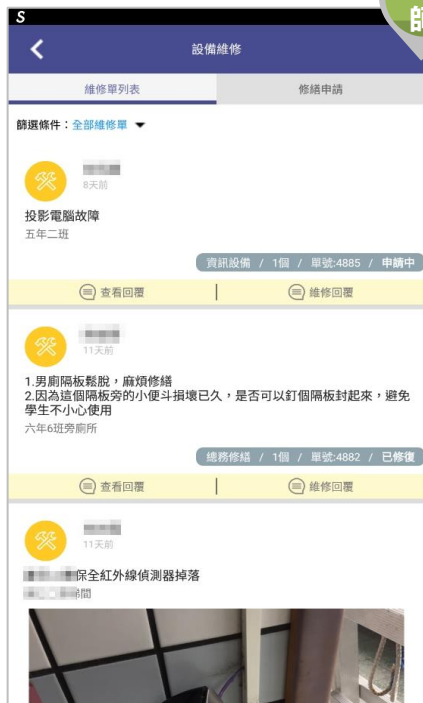 S
設備維修
維修單列表
修繕申請
篩選條件：全部維修單
8天前
投影電腦故障
五年二班
資訊設備 / 1個 / 單號:4885 / 申請中
查看回覆 | 維修回覆
11天前
1.男廁隔板鬆脫，麻煩修繕
2.因為這個隔板旁的小便斗損壞已久，是否可以釘個隔板封起來，避免
學生不小心使用
六年6班旁廁所
總務修繕 / 1個 / 單號:4882 / 已修復
查看回覆 | 維修回覆
11天前
保全紅外線偵測器掉落
梯間